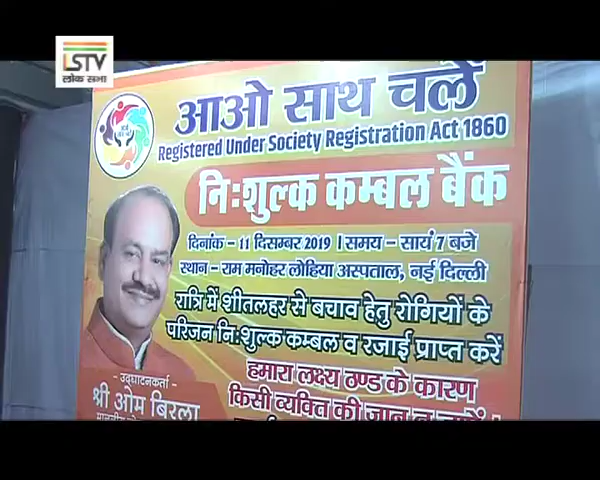 LSTV
लोक सभा
आओ साथ चलें
Registered Under Society Registration Act 1860
निःशुल्क कम्बल बैंक
दिनांक - 11 दिसम्बर 2019 । समय - सायं 7 बजे
स्थान - राम मनोहर लोहिया अस्पताल, नई दिल्ली
रात्रि में शीतलहर से बचाव हेतु रोगियों के
परिजन निःशुल्क कम्बल व रजाई प्राप्त करें
हमारा लक्ष्य ठण्ड के कारण
किसी व्यक्ति की जान न जायें।
- उद्घाटनकर्ता -
श्री ओम बिरला